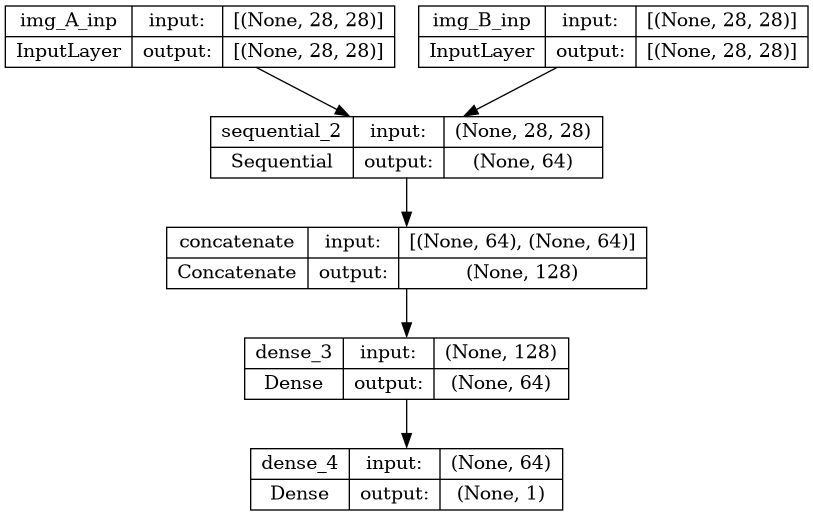 img_A_inp input: [(None, 28, 28)]
InputLayer output: [(None, 28, 28)]
img_B_inp input: [(None, 28, 28)]
InputLayer output: [(None, 28, 28)]
sequential_2 input: (None, 28, 28)
Sequential output: (None, 64)
concatenate input: [(None, 64), (None, 64)]
Concatenate output: (None, 128)
dense_3 input: (None, 128)
Dense output: (None, 64)
dense_4 input: (None, 64)
Dense output: (None, 1)